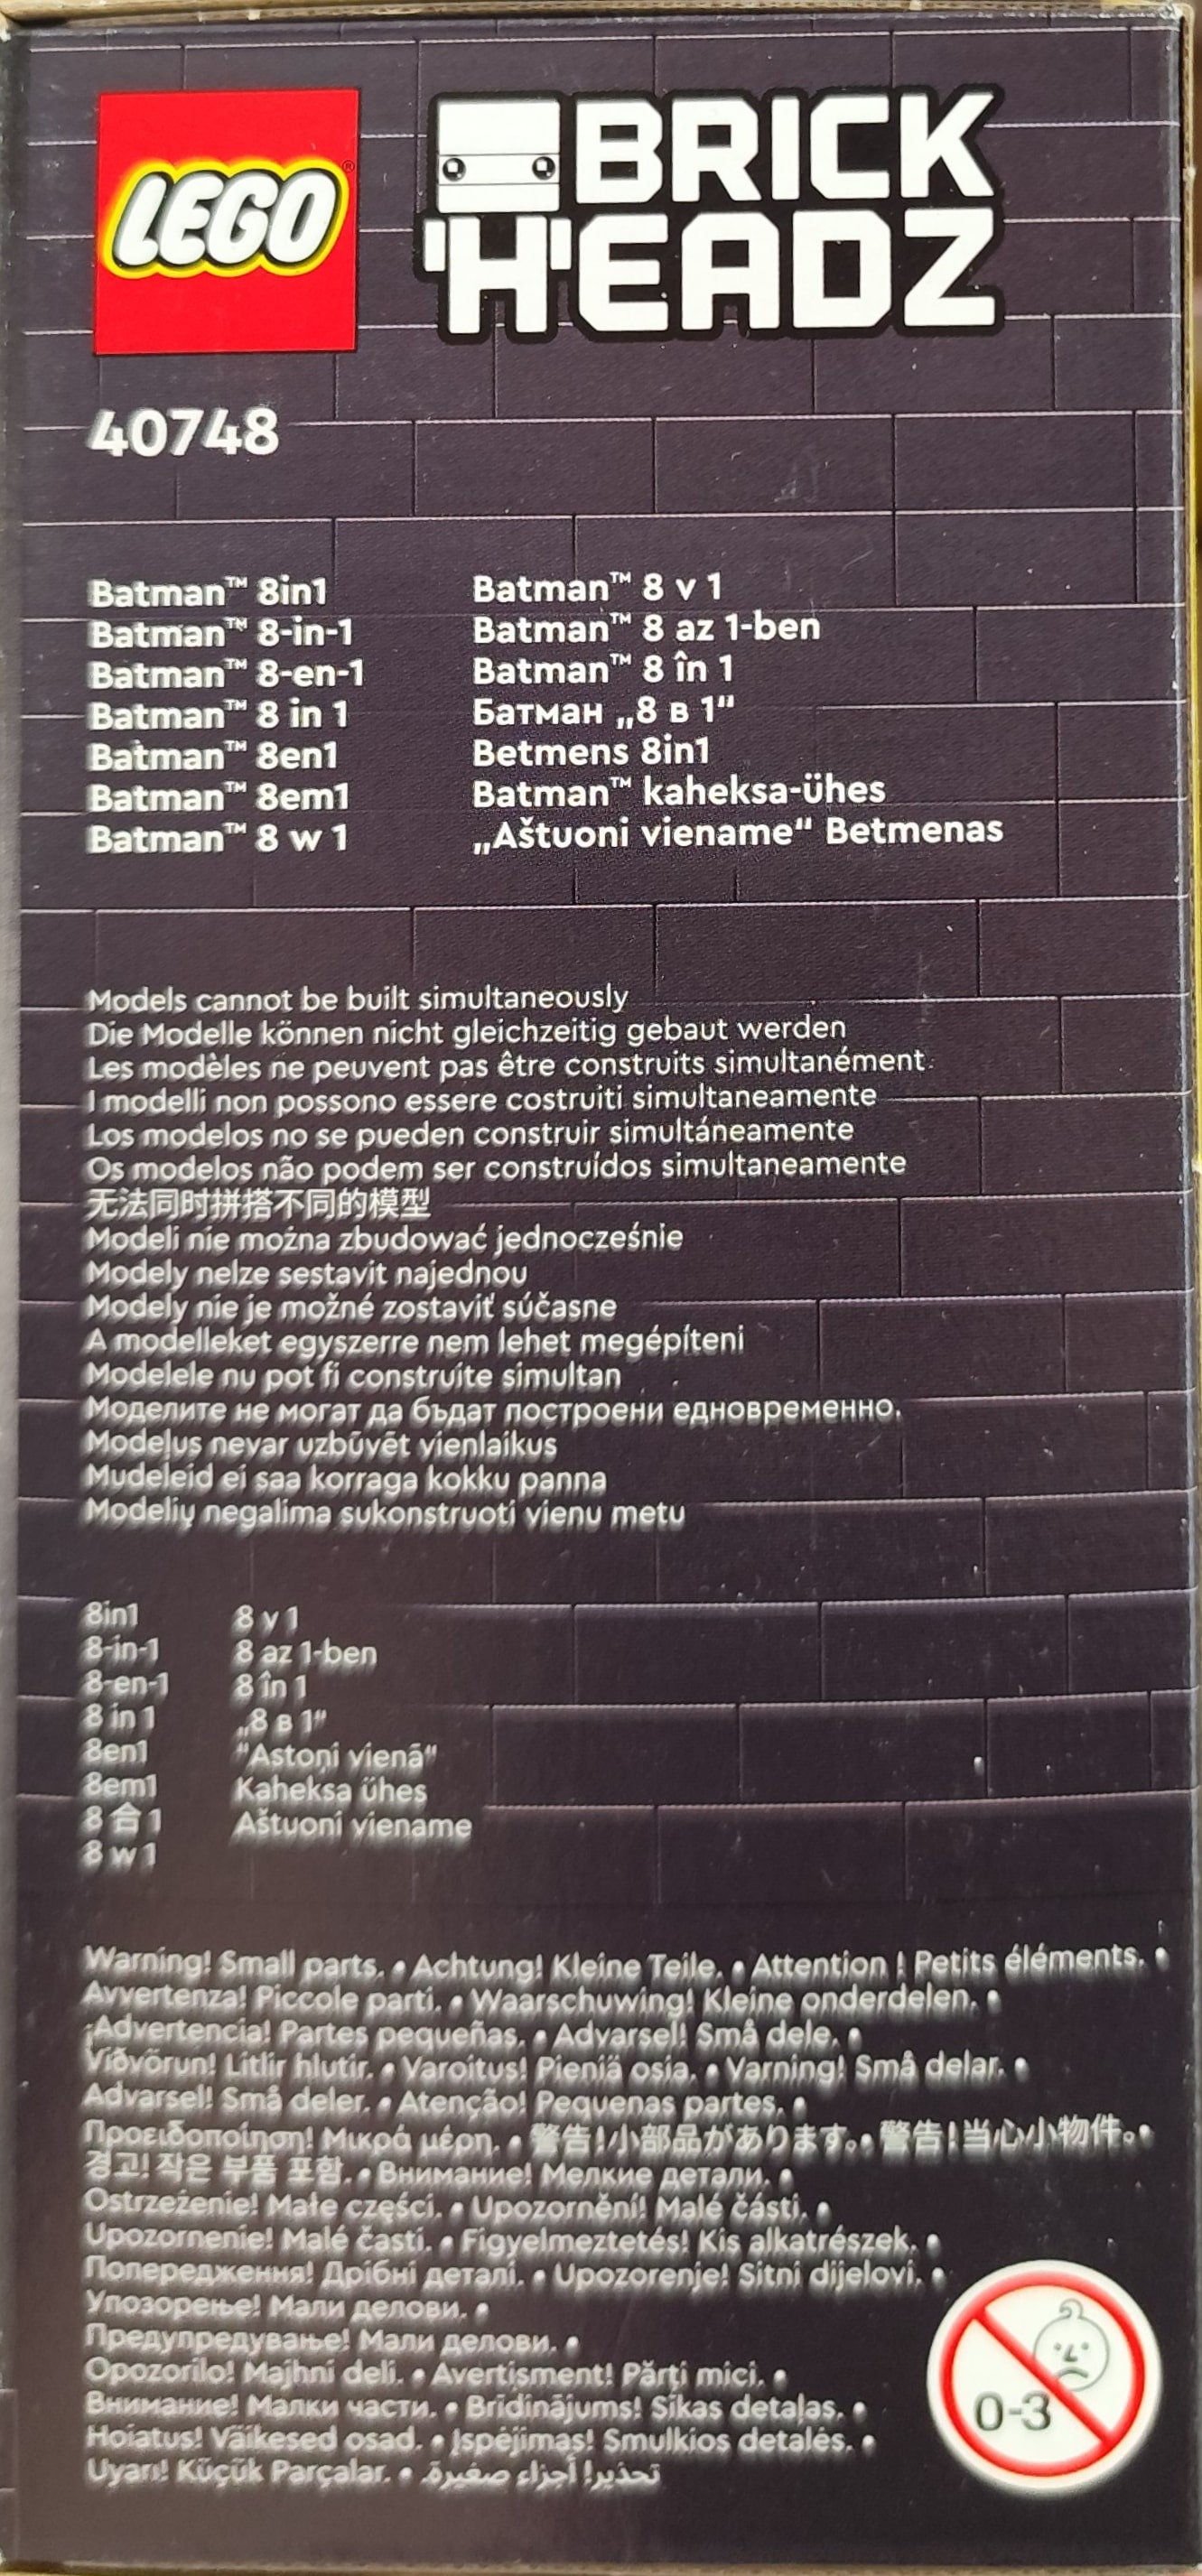 LEGO®
BRICK
HEADZ
40748
Batman™ 8in1
Batman™ 8-in-1
Batman™ 8-en-1
Batman™ 8 in 1
Batman™ 8en1
Batman™ 8em1
Batman™ 8 w 1
Batman™ 8 v 1
Batman™ 8 az 1-ben
Batman™ 8 în 1
Батман „8 в 1“
Betmens 8in1
Batman™ kaheksa-ühes
„Aštuoni viename“ Betmenas
Models cannot be built simultaneously
Die Modelle können nicht gleichzeitig gebaut werden
Les modèles ne peuvent pas être construits simultanément
I modelli non possono essere costruiti simultaneamente
Los modelos no se pueden construir simultáneamente
Os modelos não podem ser construídos simultaneamente
无法同时拼搭不同的模型
Modeli nie można zbudować jednocześnie
Modely nelze sestavit najednou
Modely nie je možné zostaviť súčasne
A modelleket egyszerre nem lehet megépíteni
Modelele nu pot fi construite simultan
Моделите не могат да бъдат построени едновременно.
Modeļus nevar uzbūvēt vienlaikus
Mudeleid ei saa korraga kokku panna
Modelių negalima sukonstruoti vienu metu
8in1
8-in-1
8-en-1
8 in 1
8en1
8em1
8 合 1
8 w 1
8 v 1
8 az 1-ben
8 în 1
„8 в 1“
“Astoņi vienā“
Kaheksa ühes
Aštuoni viename
Warning! Small parts. • Achtung! Kleine Teile. • Attention ! Petits éléments. •
Avvertenza! Piccole parti. • Waarschuwing! Kleine onderdelen. •
¡Advertencia! Partes pequeñas. • Advarsel! Små dele. •
Viðvörun! Litlir hlutir. • Varoitus! Pieniä osia. • Varning! Små delar. •
Advarsel! Små deler. • Atenção! Pequenas partes. •
Προειδοποίηση! Μικρά μέρη. • 警告!小部品があります。• 警告!当心小物件。•
경고! 작은 부품 포함. • Внимание! Мелкие детали. •
Ostrzeżenie! Małe części. • Upozornění! Malé části. •
Upozornenie! Malé časti. • Figyelmeztetés! Kis alkatrészek. •
Попередження! Дрібні деталі. • Upozorenje! Sitni dijelovi. •
Упозорење! Мали делови. •
Предупредување! Мали делови. •
Opozorilo! Majhni deli. • Avertisment! Părți mici. •
Внимание! Малки части. • Brīdinājums! Sīkas detaļas. •
Hoiatus! Väikesed osad. • Įspėjimas! Smulkios detalės. •
Uyarı! Küçük Parçalar. • تحذير! أجزاء صغيرة.
0-3